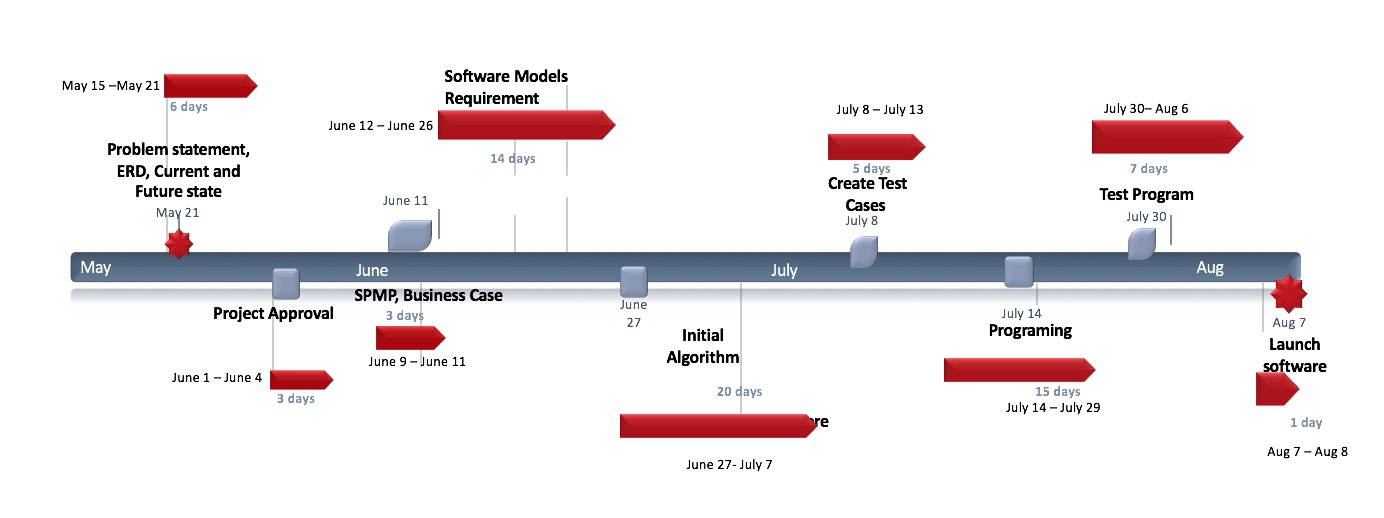 May 15 –May 21
6 days
Problem statement,
ERD, Current and
Future state
May 21
Software Models
Requirement
June 12 – June 26
14 days
June 11
July 8 – July 13
5 days
Create Test
Cases
July 8
July 30– Aug 6
7 days
Test Program
July 30
May
June
July
Aug
Project Approval
June 1 – June 4
3 days
SPMP, Business Case
3 days
June 9 – June 11
June
27
Initial
Algorithm
20 days
re
June 27- July 7
July 14
Programing
15 days
July 14 – July 29
Aug 7
Launch
software
1 day
Aug 7 – Aug 8